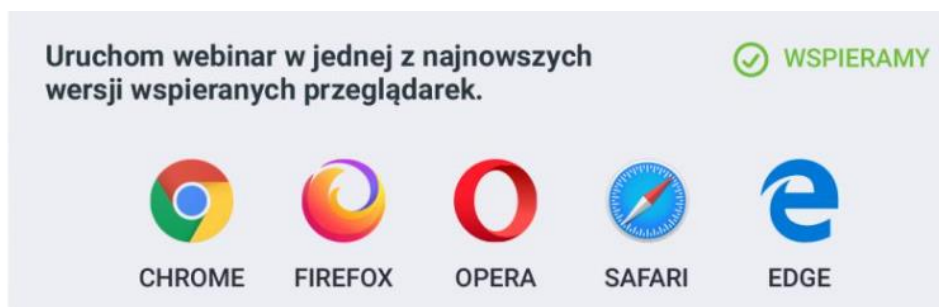 Uruchom webinar w jednej z najnowszych
wersji wspieranych przeglądarek.
WSPIERAMY
CHROME
FIREFOX
OPERA
SAFARI
EDGE